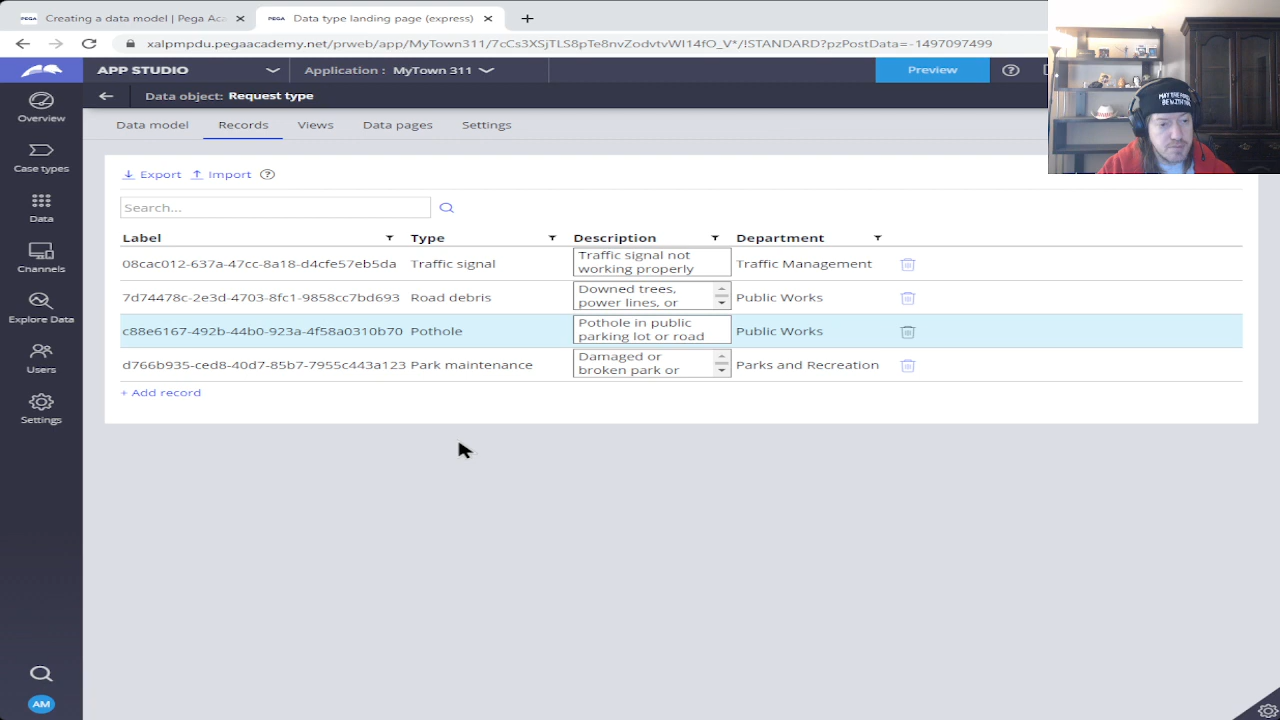 PEGA Creating a data model | Pega Aca
PEGA Data type landing page (express)
xalpmpdu.pegaacademy.net/prweb/app/MyTown311/7cCs3XSjTLS8pTe8nvZodvtvWI14fO_V*/!STANDARD?pzPostData=-1497097499
APP STUDIO
Application : MyTown 311
Preview
Data object: Request type
Data model
Records
Views
Data pages
Settings
Overview
Case types
Data
Channels
Explore Data
Users
Settings
AM
Export
Import
Search...
Label Type Description Department
08cac012-637a-47cc-8a18-d4cfe57eb5da Traffic signal Traffic signal not Traffic Management
working properly
7d74478c-2e3d-4703-8fc1-9858cc7bd693 Road debris Downed trees, Public Works
power lines, or
c88e6167-492b-44b0-923a-4f58a0310b70 Pothole Pothole in public Public Works
parking lot or road
d766b935-ced8-40d7-85b7-7955c443a123 Park maintenance Damaged or Parks and Recreation
broken park or
+ Add record